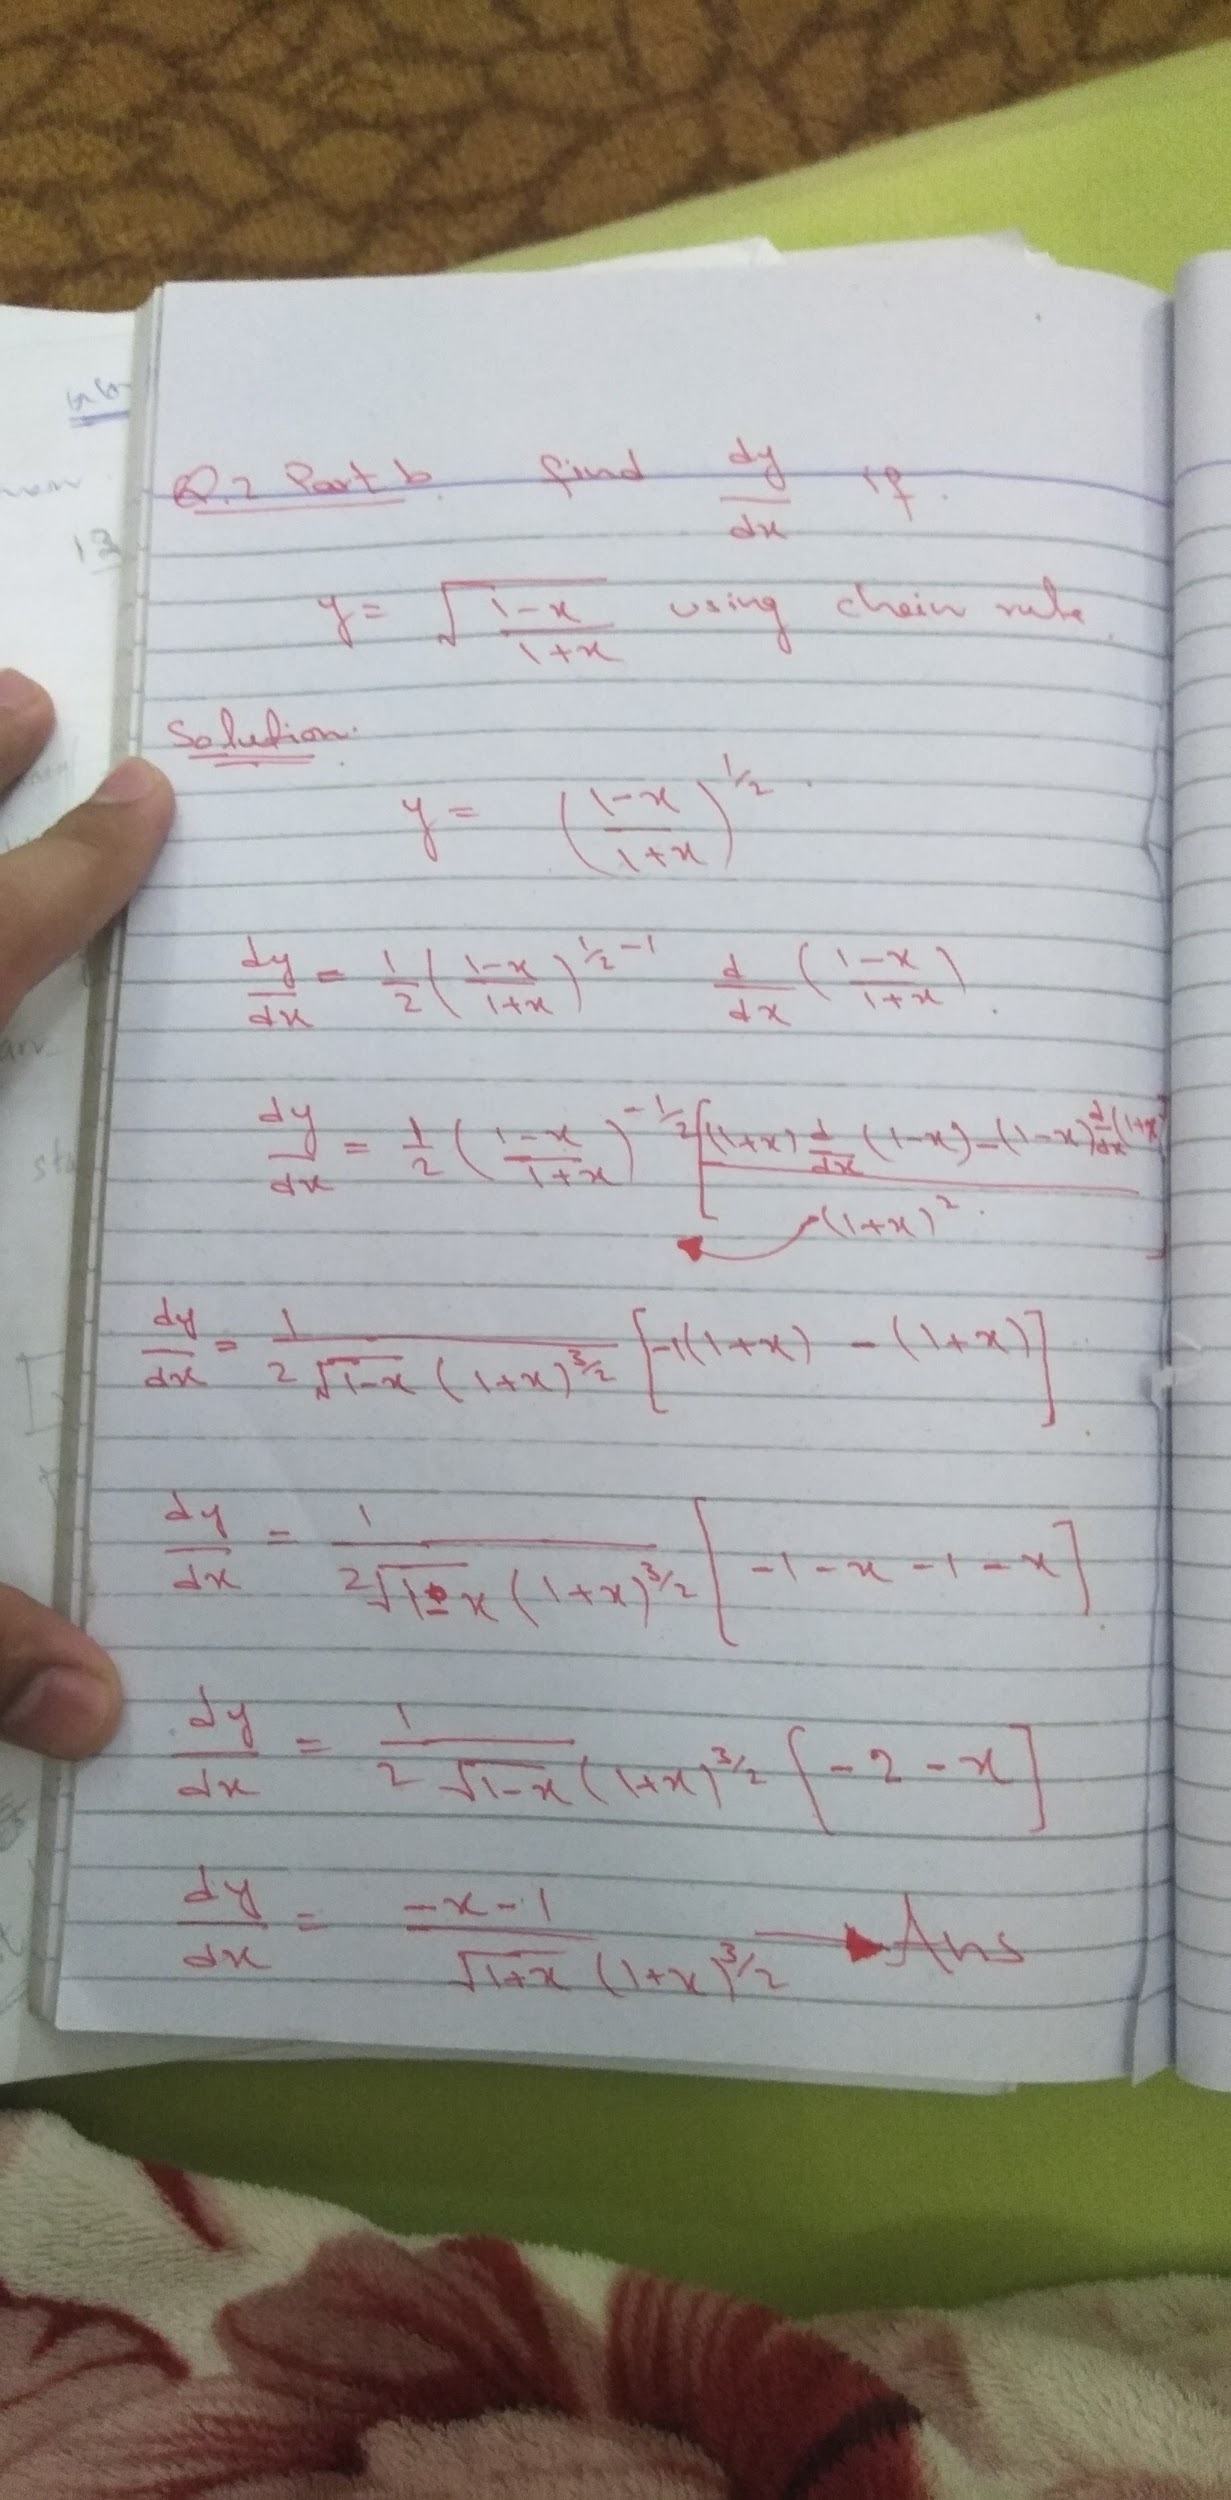 Q.2 Part b. find dy/dx if
y = √(1-x)/(1+x) using chain rule.
Solution.
y = ((1-x)/(1+x))^1/2.
dy/dx = 1/2 ((1-x)/(1+x))^1/2 -1 d/dx ((1-x)/(1+x)).
dy/dx = 1/2 ((1-x)/(1+x))^-1/2 [((1+x) d/dx (1-x) - (1-x) d/dx (1+x))/(1+x)^2.]
dy/dx = 1/(2√1-x (1+x)^3/2) [-1(1+x) - (1+x)]
dy/dx = 1/(2√1-x (1+x)^3/2) [-1-x-1-x]
dy/dx = 1/(2√1-x (1+x)^3/2) [-2-x]
dy/dx = (-x-1)/(√1+x (1+x)^3/2) → Ans